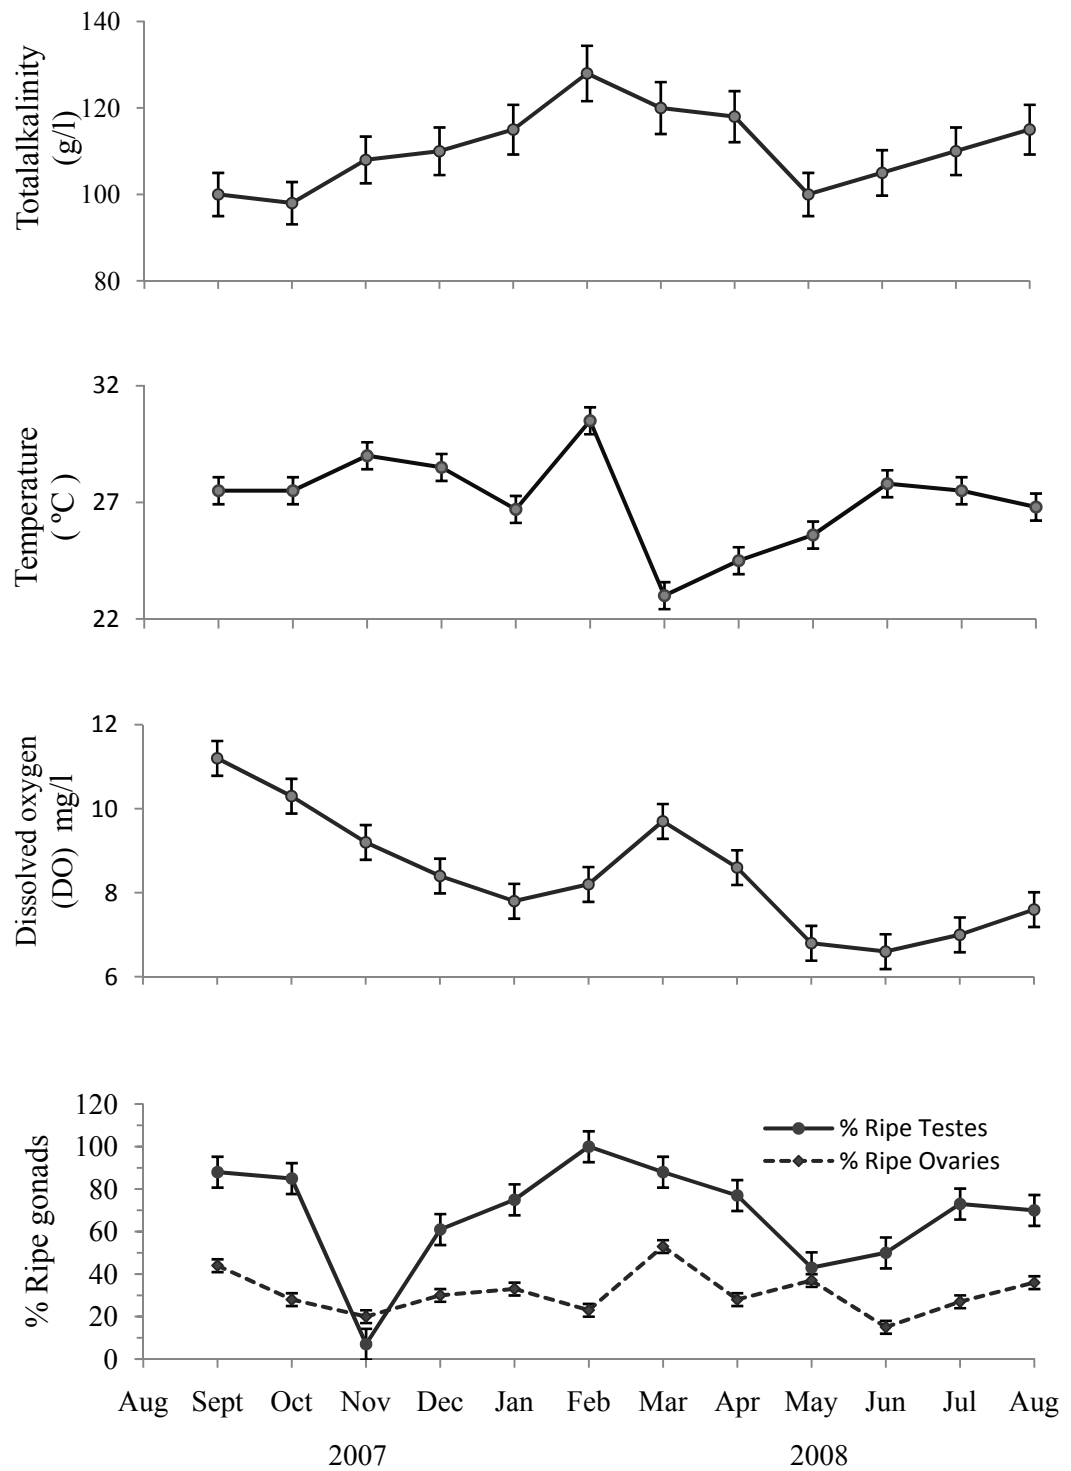 140
120
100
80
Totalalkalinity
(g/l)
32
27
22
Temperature
( ºC )
12
10
8
6
Dissolved oxygen
(DO) mg/l
120
100
80
60
40
20
0
% Ripe gonads
% Ripe Testes
% Ripe Ovaries
Aug Sept Oct Nov Dec Jan Feb Mar Apr May Jun Jul Aug
2007 2008